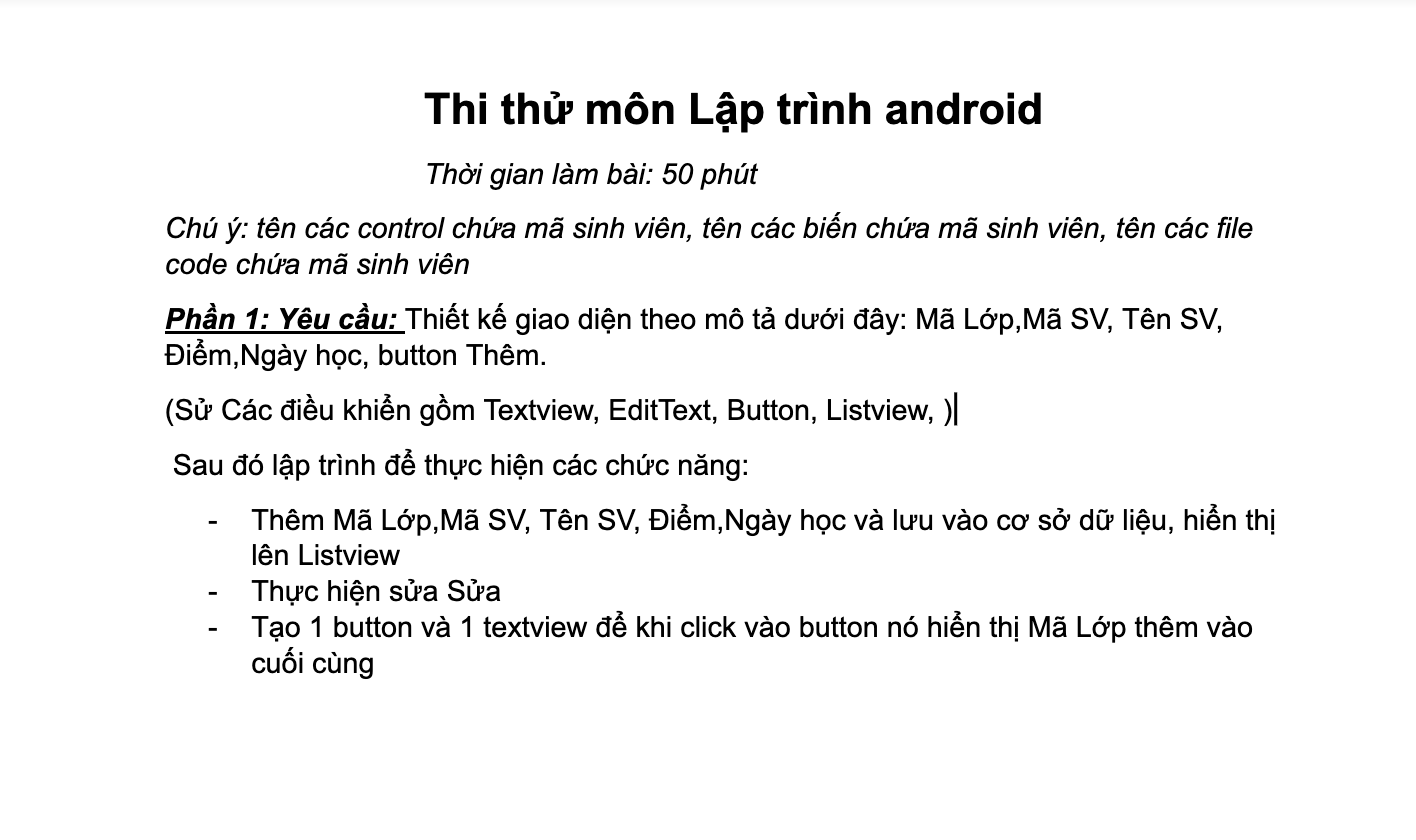 Thi thử môn Lập trình android
Thời gian làm bài: 50 phút
Chú ý: tên các control chứa mã sinh viên, tên các biến chứa mã sinh viên, tên các file
code chứa mã sinh viên
Phần 1: Yêu cầu: Thiết kế giao diện theo mô tả dưới đây: Mã Lớp,Mã SV, Tên SV,
Điểm,Ngày học, button Thêm.
(Sử Các điều khiển gồm Textview, EditText, Button, Listview, )
Sau đó lập trình để thực hiện các chức năng:
- Thêm Mã Lớp,Mã SV, Tên SV, Điểm,Ngày học và lưu vào cơ sở dữ liệu, hiển thị
lên Listview
- Thực hiện sửa Sửa
- Tạo 1 button và 1 textview để khi click vào button nó hiển thị Mã Lớp thêm vào
cuối cùng